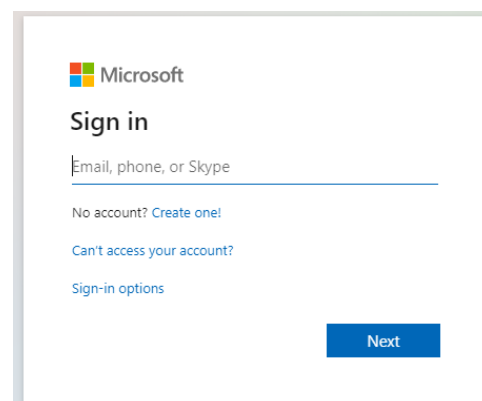 Microsoft
Sign in
Email, phone, or Skype
No account? Create one!
Can't access your account?
Sign-in options
Next